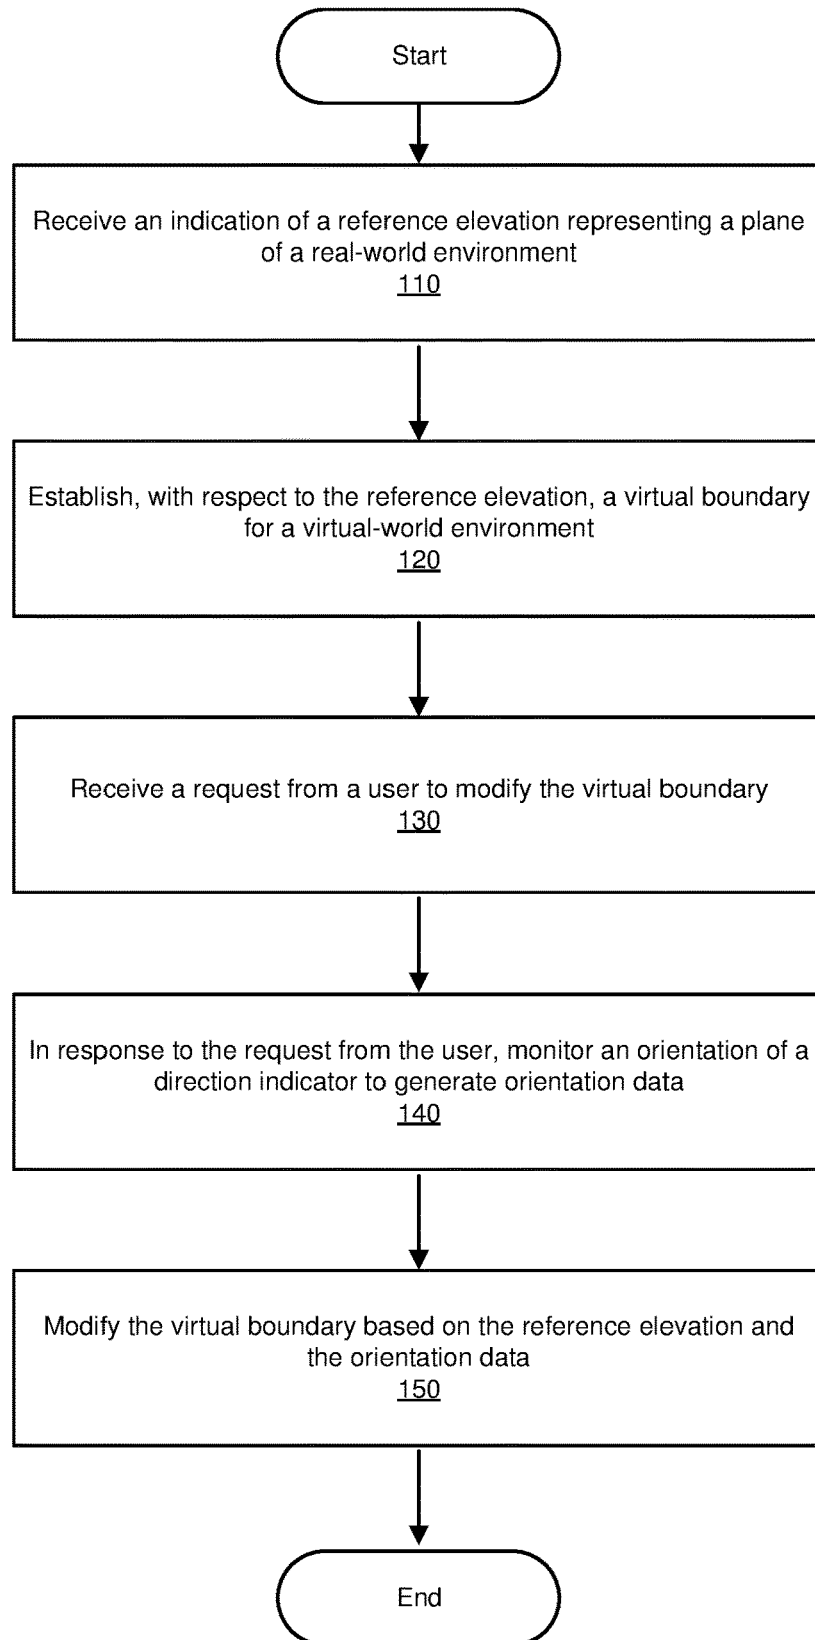 Start
Receive an indication of a reference elevation representing a plane
of a real-world environment
110
Establish, with respect to the reference elevation, a virtual boundary
for a virtual-world environment
120
Receive a request from a user to modify the virtual boundary
130
In response to the request from the user, monitor an orientation of a
direction indicator to generate orientation data
140
Modify the virtual boundary based on the reference elevation and
the orientation data
150
End